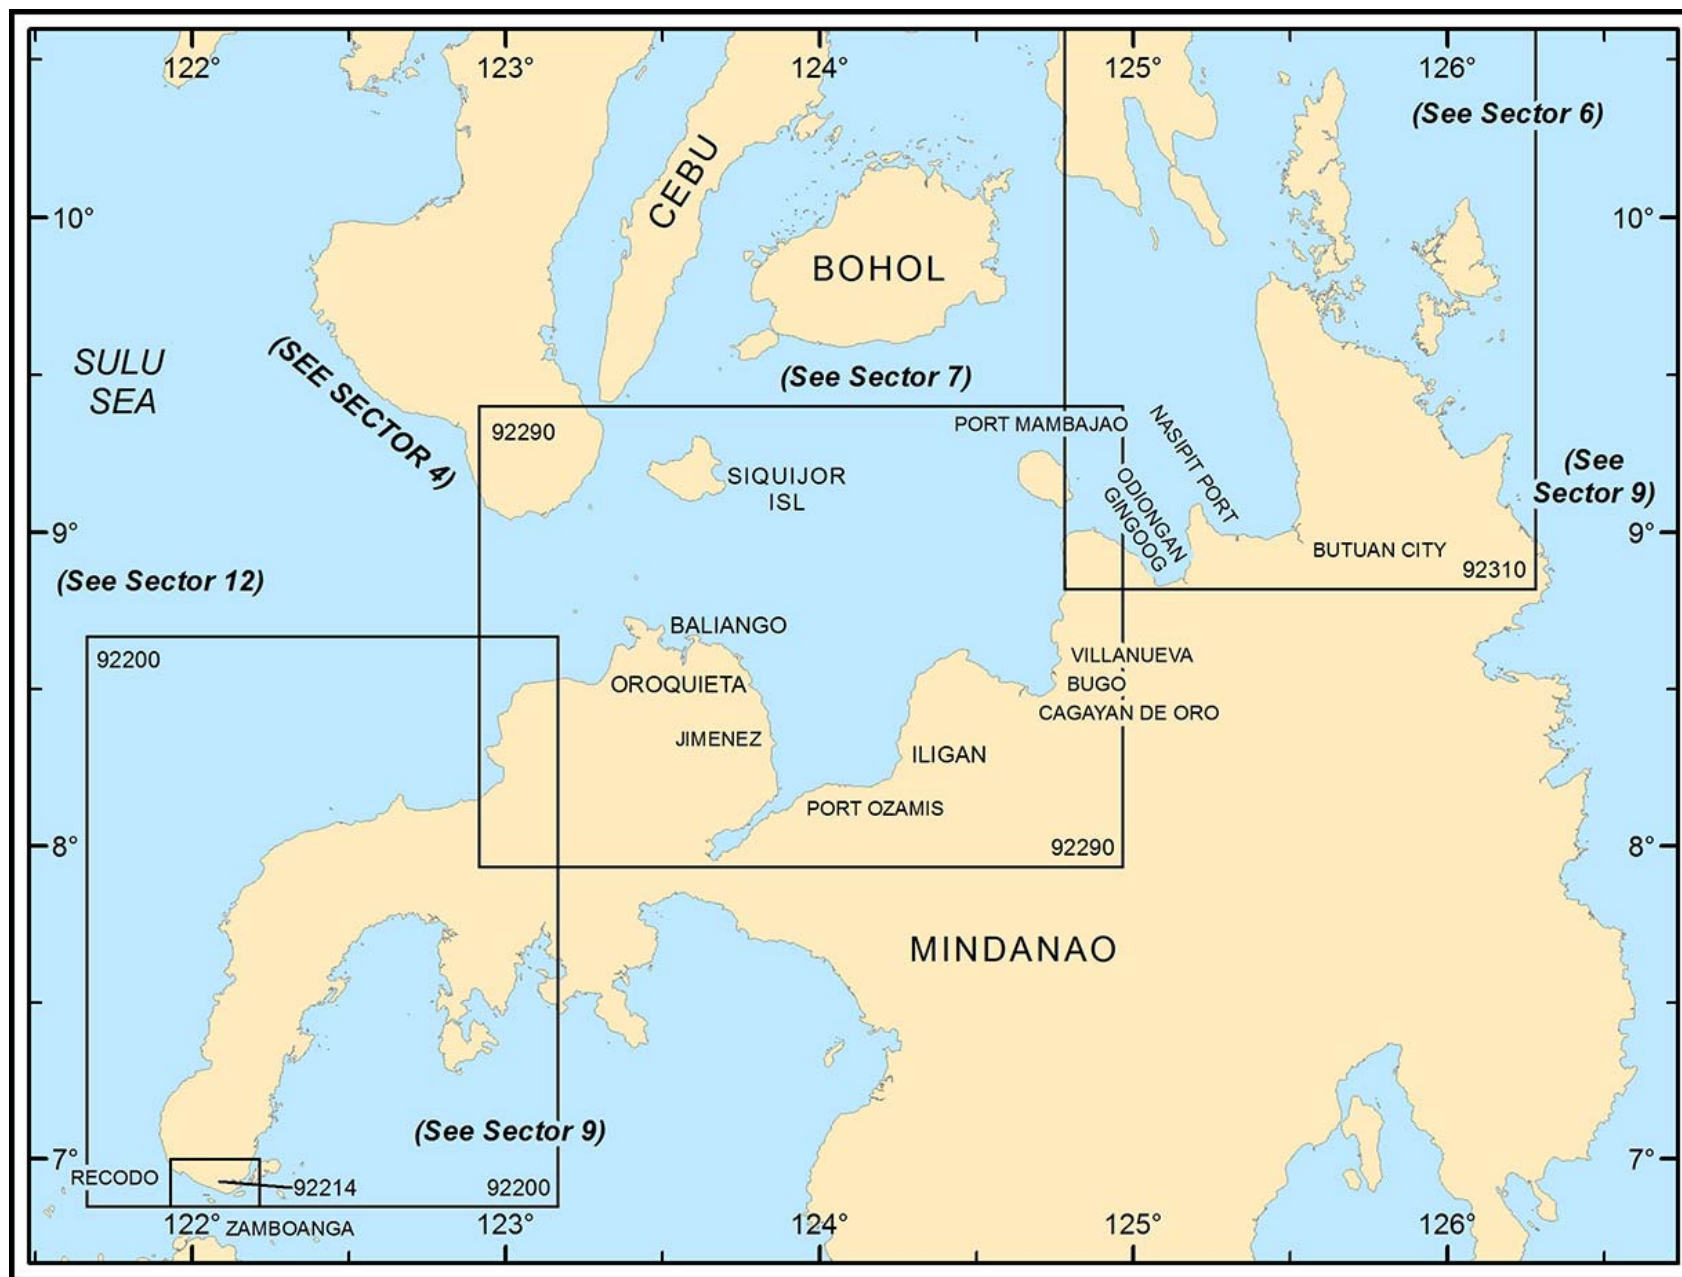 122°
123°
124°
125°
126°
(See Sector 6)
CEBU
10°
10°
BOHOL
SULU
SEA
(SEE SECTOR 4)
(See Sector 7)
92290
PORT MAMBAJAO
NASIPIT PORT
ODIONGAN
GINGOOG
SIQUIJOR
ISL
(See
Sector 9)
9°
9°
BUTUAN CITY
92310
(See Sector 12)
BALIANGO
92200
VILLANUEVA
OROQUIETA
BUGO
CAGAYAN DE ORO
JIMENEZ
ILIGAN
PORT OZAMIS
8°
92290
8°
MINDANAO
(See Sector 9)
7°
7°
RECODO
92214
92200
122°
ZAMBOANGA
123°
124°
125°
126°